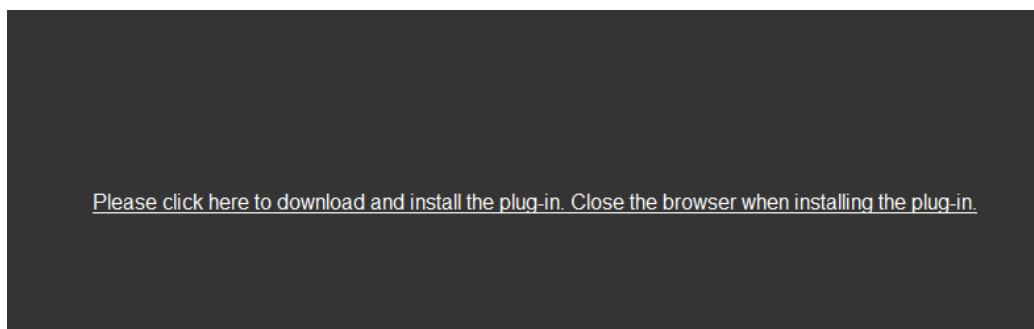 Please click here to download and install the plug-in. Close the browser when installing the plug-in.